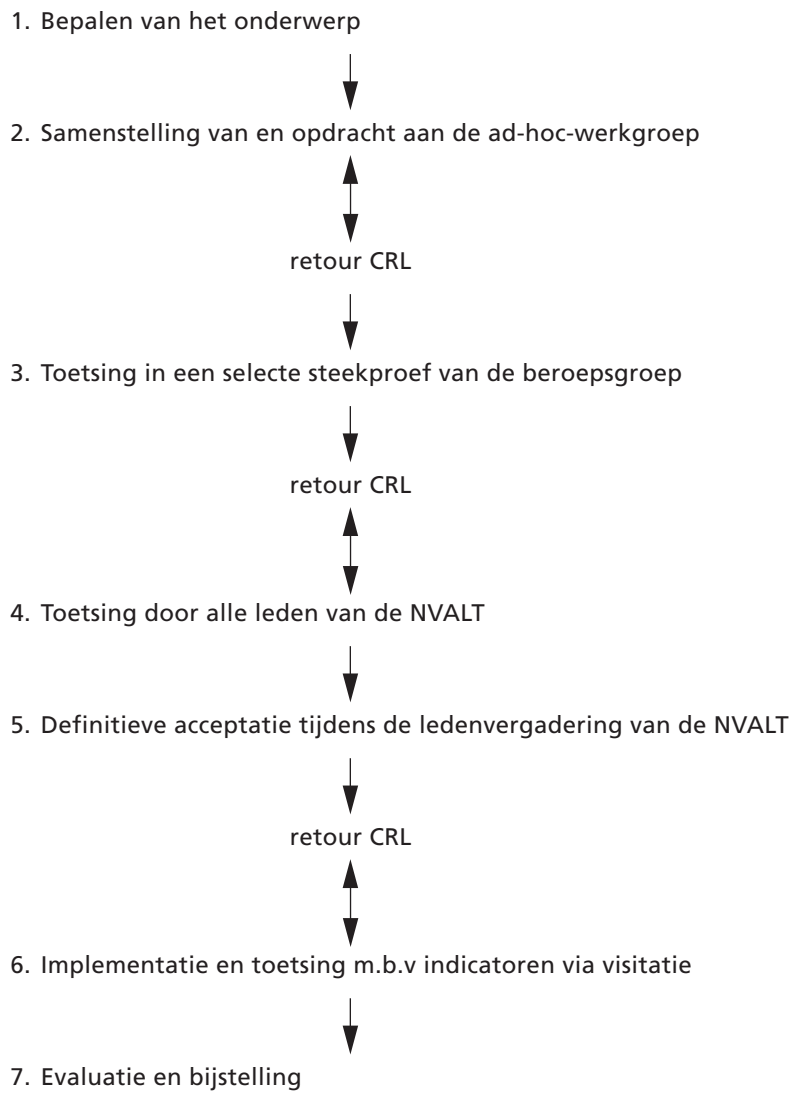 1. Bepalen van het onderwerp
2. Samenstelling van en opdracht aan de ad-hoc-werkgroep
retour CRL
3. Toetsing in een selecte steekproef van de beroepsgroep
retour CRL
4. Toetsing door alle leden van de NVALT
5. Definitieve acceptatie tijdens de ledenvergadering van de NVALT
retour CRL
6. Implementatie en toetsing m.b.v indicatoren via visitatie
7. Evaluatie en bijstelling